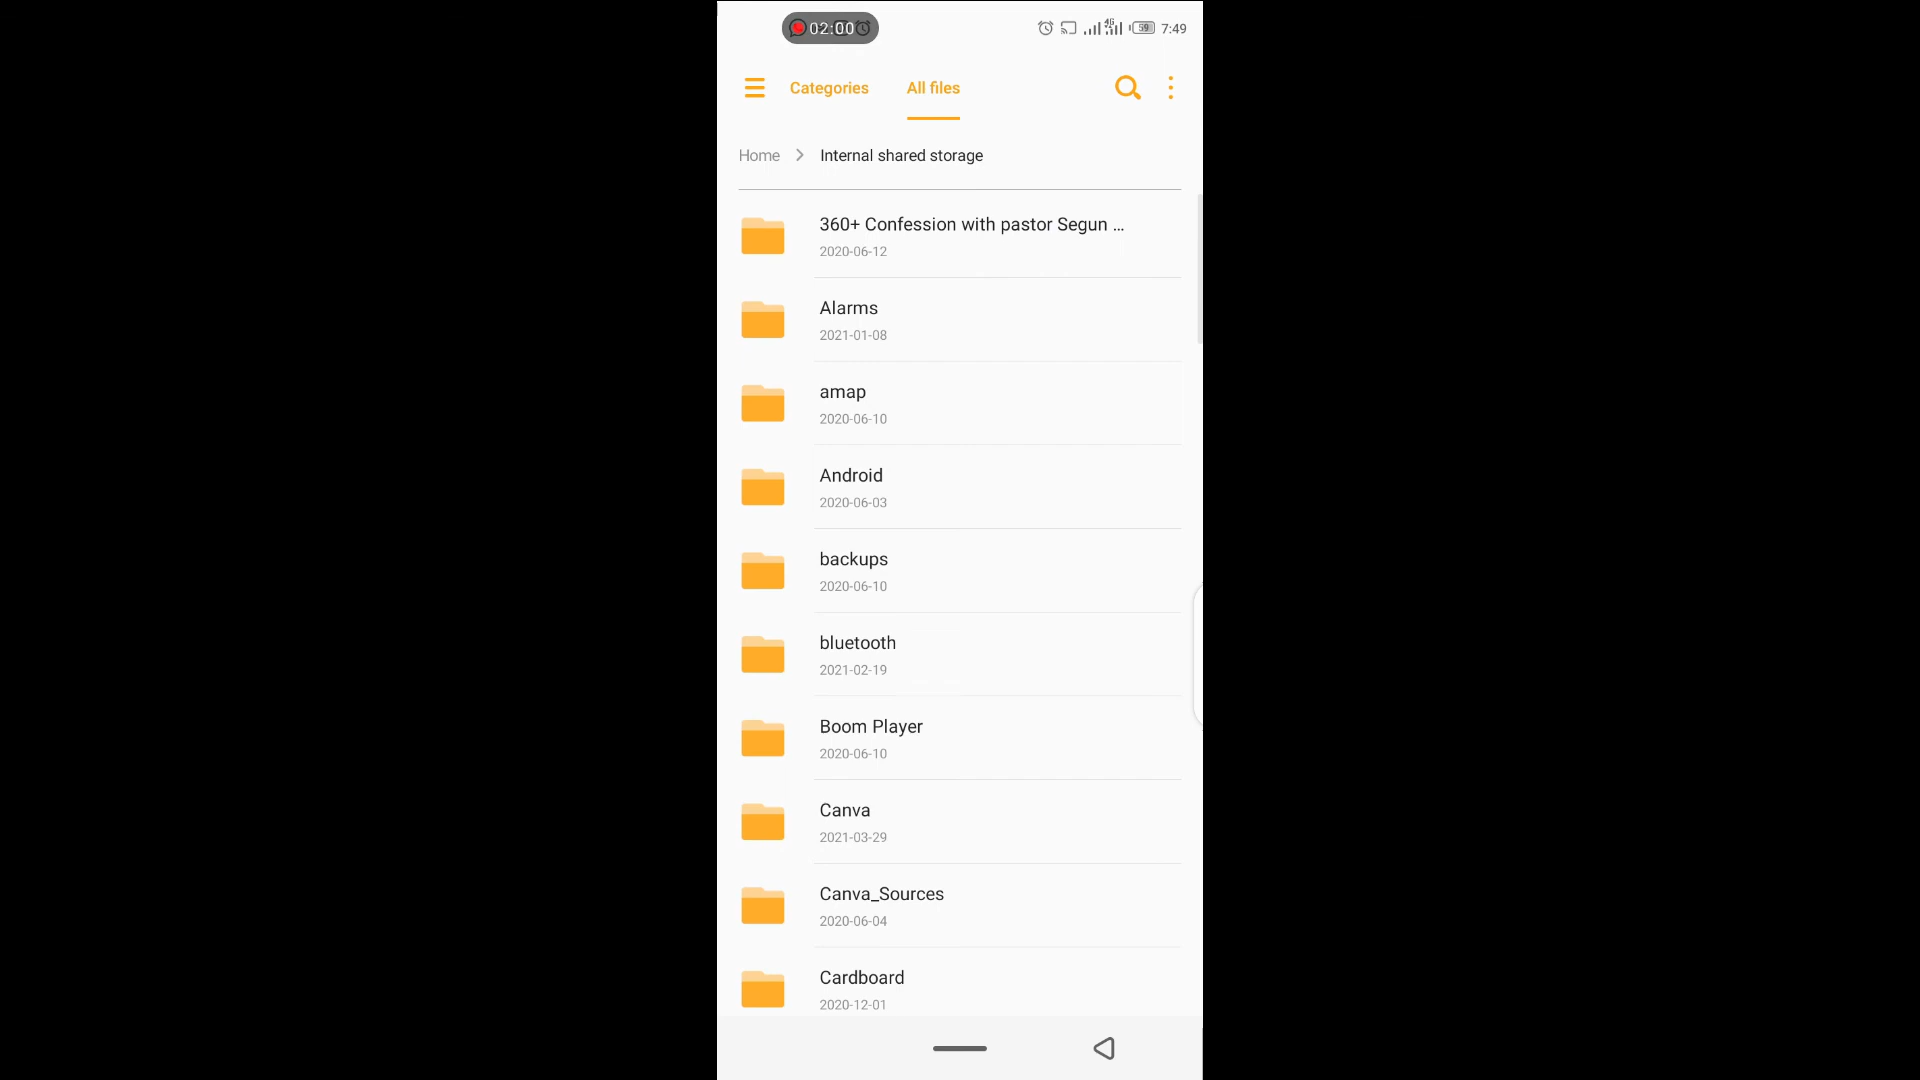 02:00
4G
59
7:49
Categories
All files
Home
Internal shared storage
360+ Confession with pastor Segun ...
2020-06-12
Alarms
2021-01-08
amap
2020-06-10
Android
2020-06-03
backups
2020-06-10
bluetooth
2021-02-19
Boom Player
2020-06-10
Canva
2021-03-29
Canva_Sources
2020-06-04
Cardboard
2020-12-01